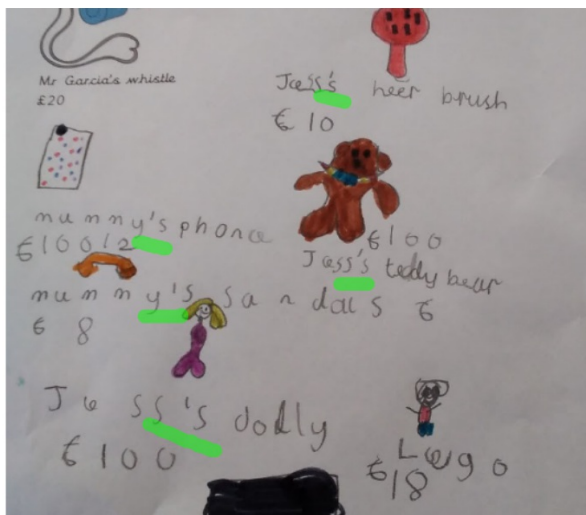 Mr Garcia's whistle
£20
Jess's heer brush
€ 10
mummy's phone
€10012
€100
Jess's teddy bear
mummy's sandals €
€ 8
Jess's dolly
€100
Lego
€18